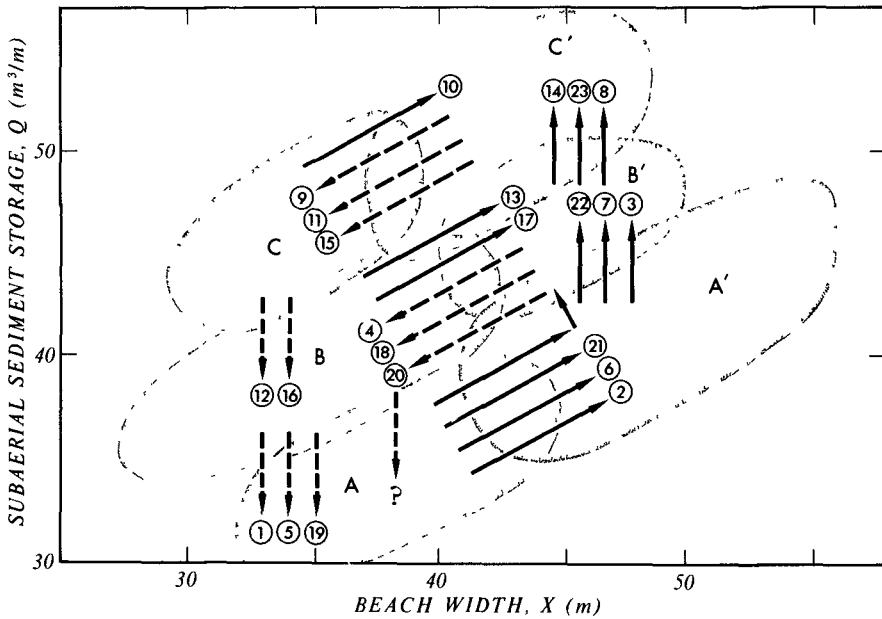 C′
⑩
⑭ ㉓ ⑧
50
B′
⑨
⑬
㉒ ⑦ ③
⑪
⑰
⑮
C
A′
④
⑱
㉑
40
B
⑳
⑥
⑫ ⑯
②
A
?
① ⑤ ⑲
30
30
40
50
BEACH WIDTH, X (m)
SUBAERIAL SEDIMENT STORAGE, Q (m³/m)